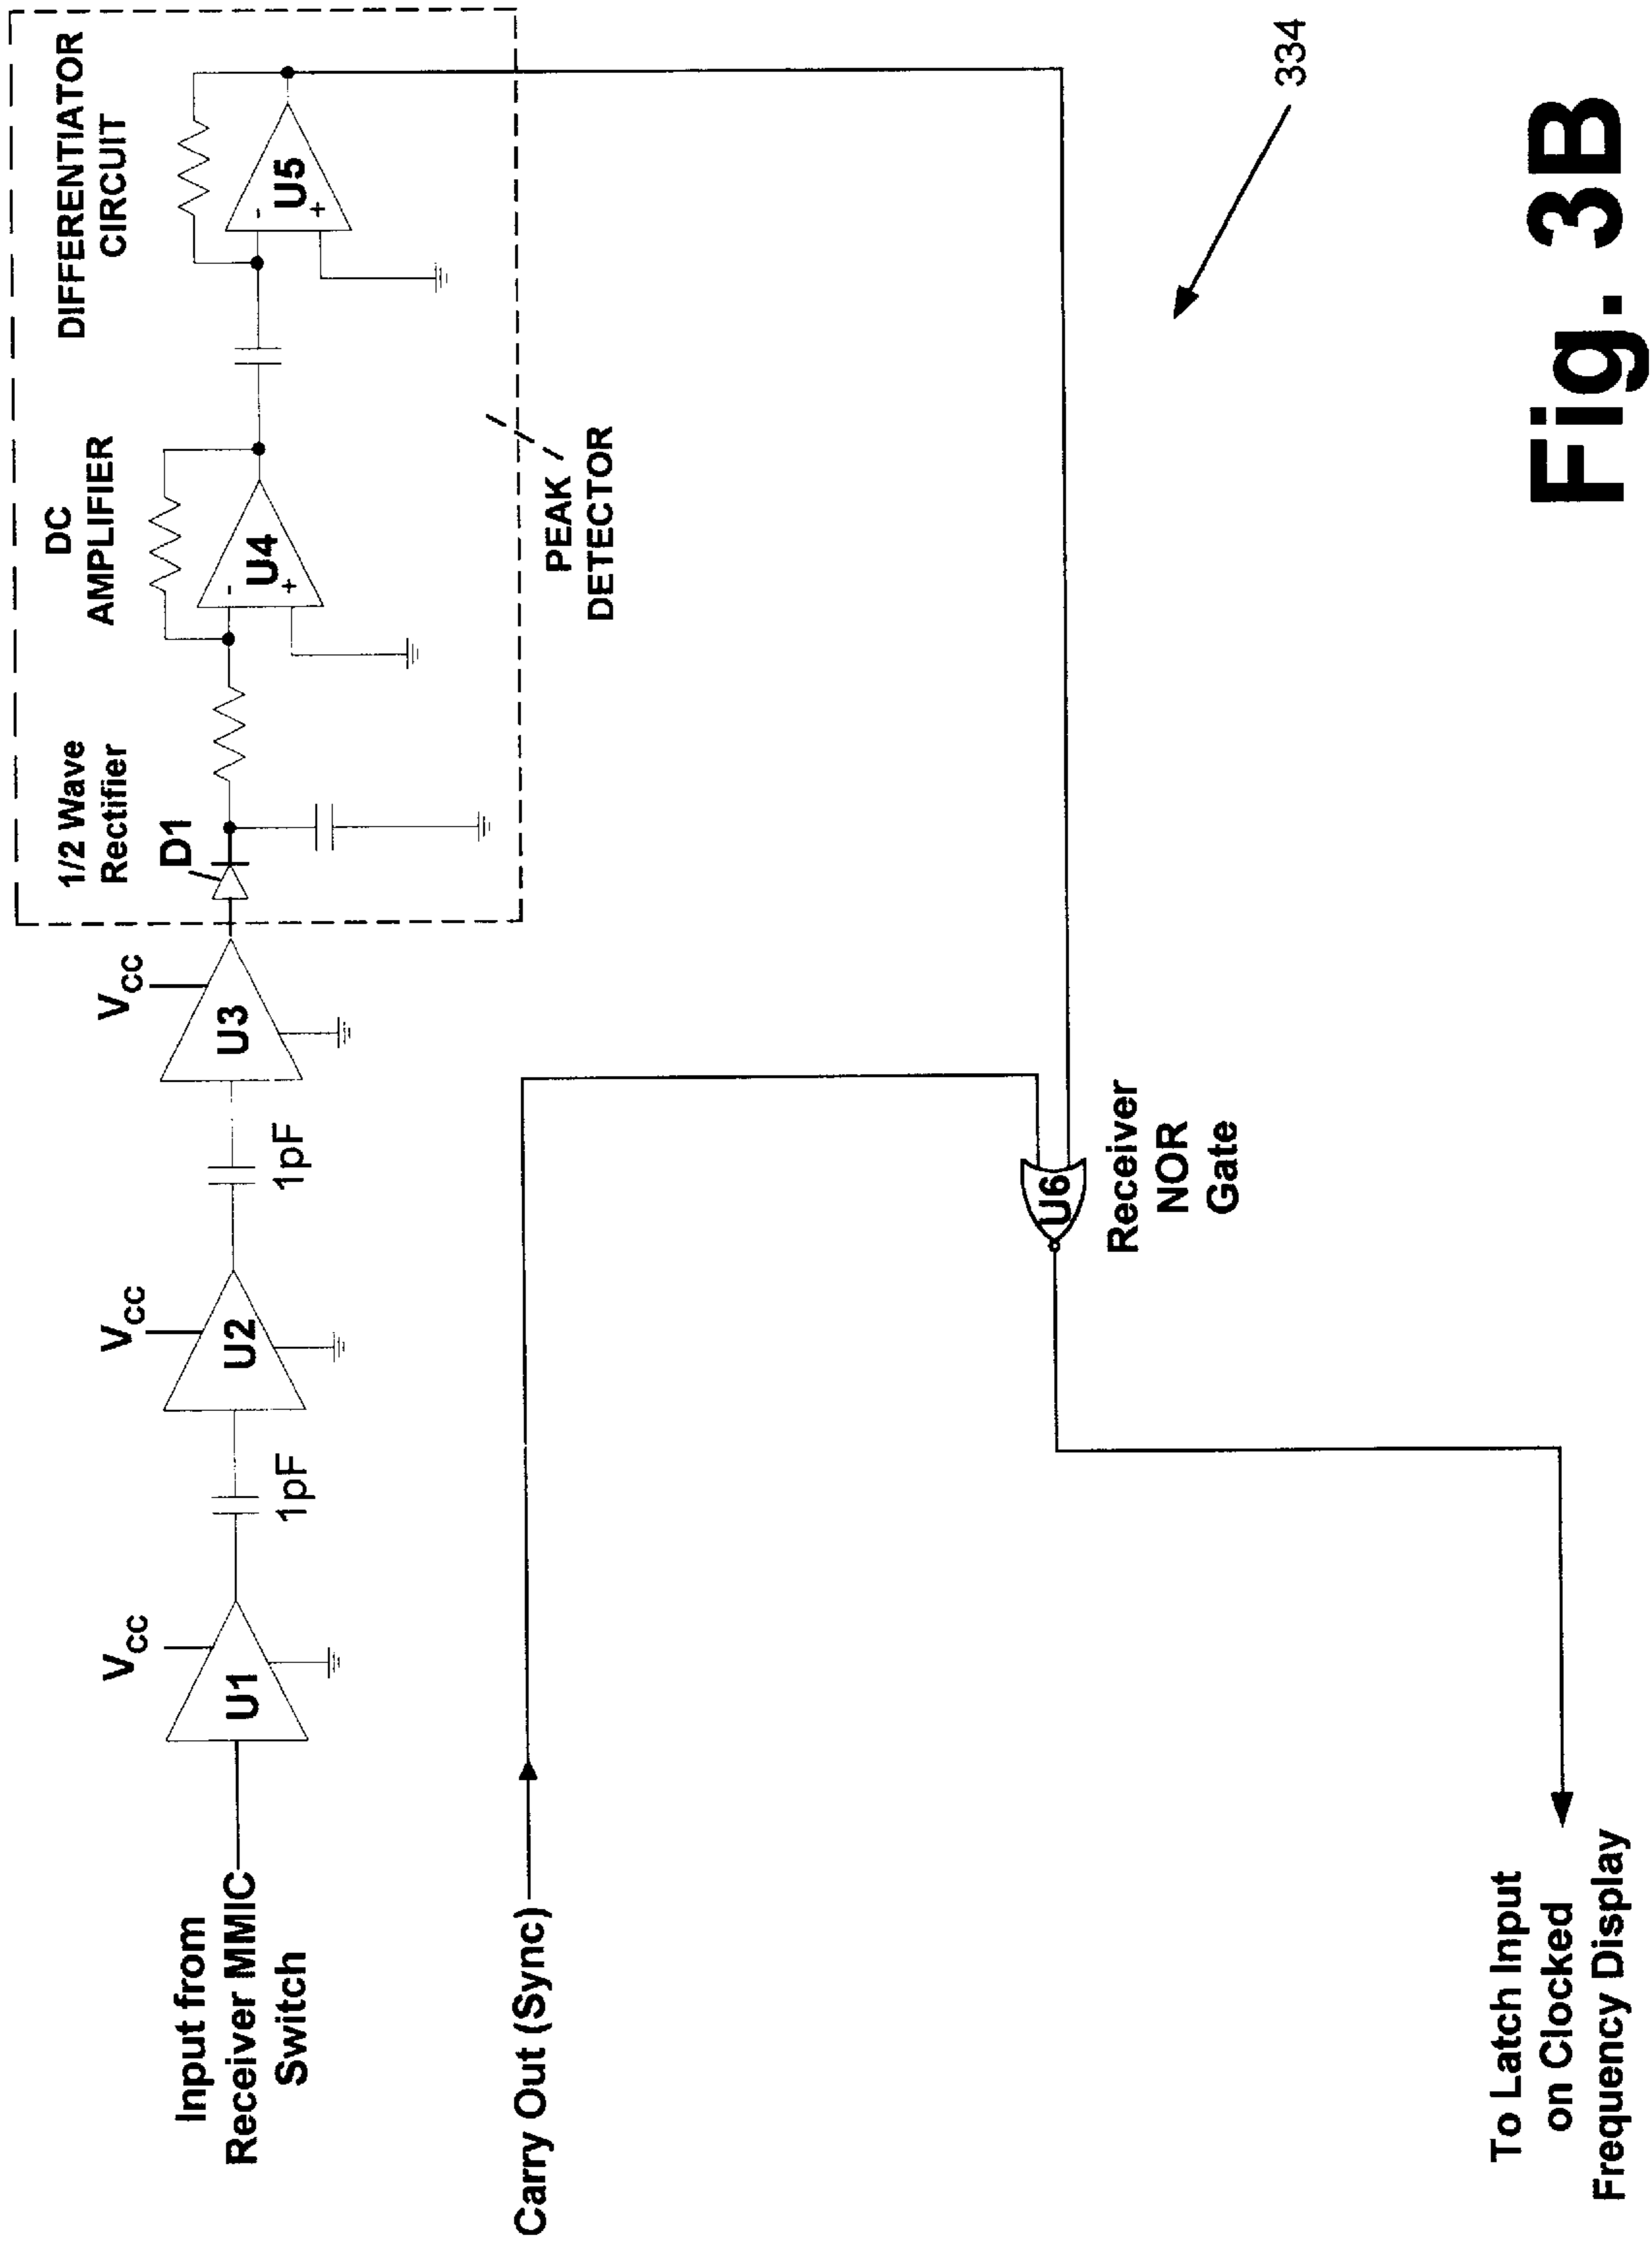 1/2 Wave
Rectifier
D1
DC
AMPLIFIER
DIFFERENTIATOR
CIRCUIT
Input from
Receiver MMIC
Switch
VCC
U1
1pF
VCC
U2
1pF
VCC
U3
-
+
U4
-
+
U5
PEAK
DETECTOR
Carry Out (Sync)
U6
Receiver
NOR
Gate
334
To Latch Input
on Clocked
Frequency Display
Fig. 3B